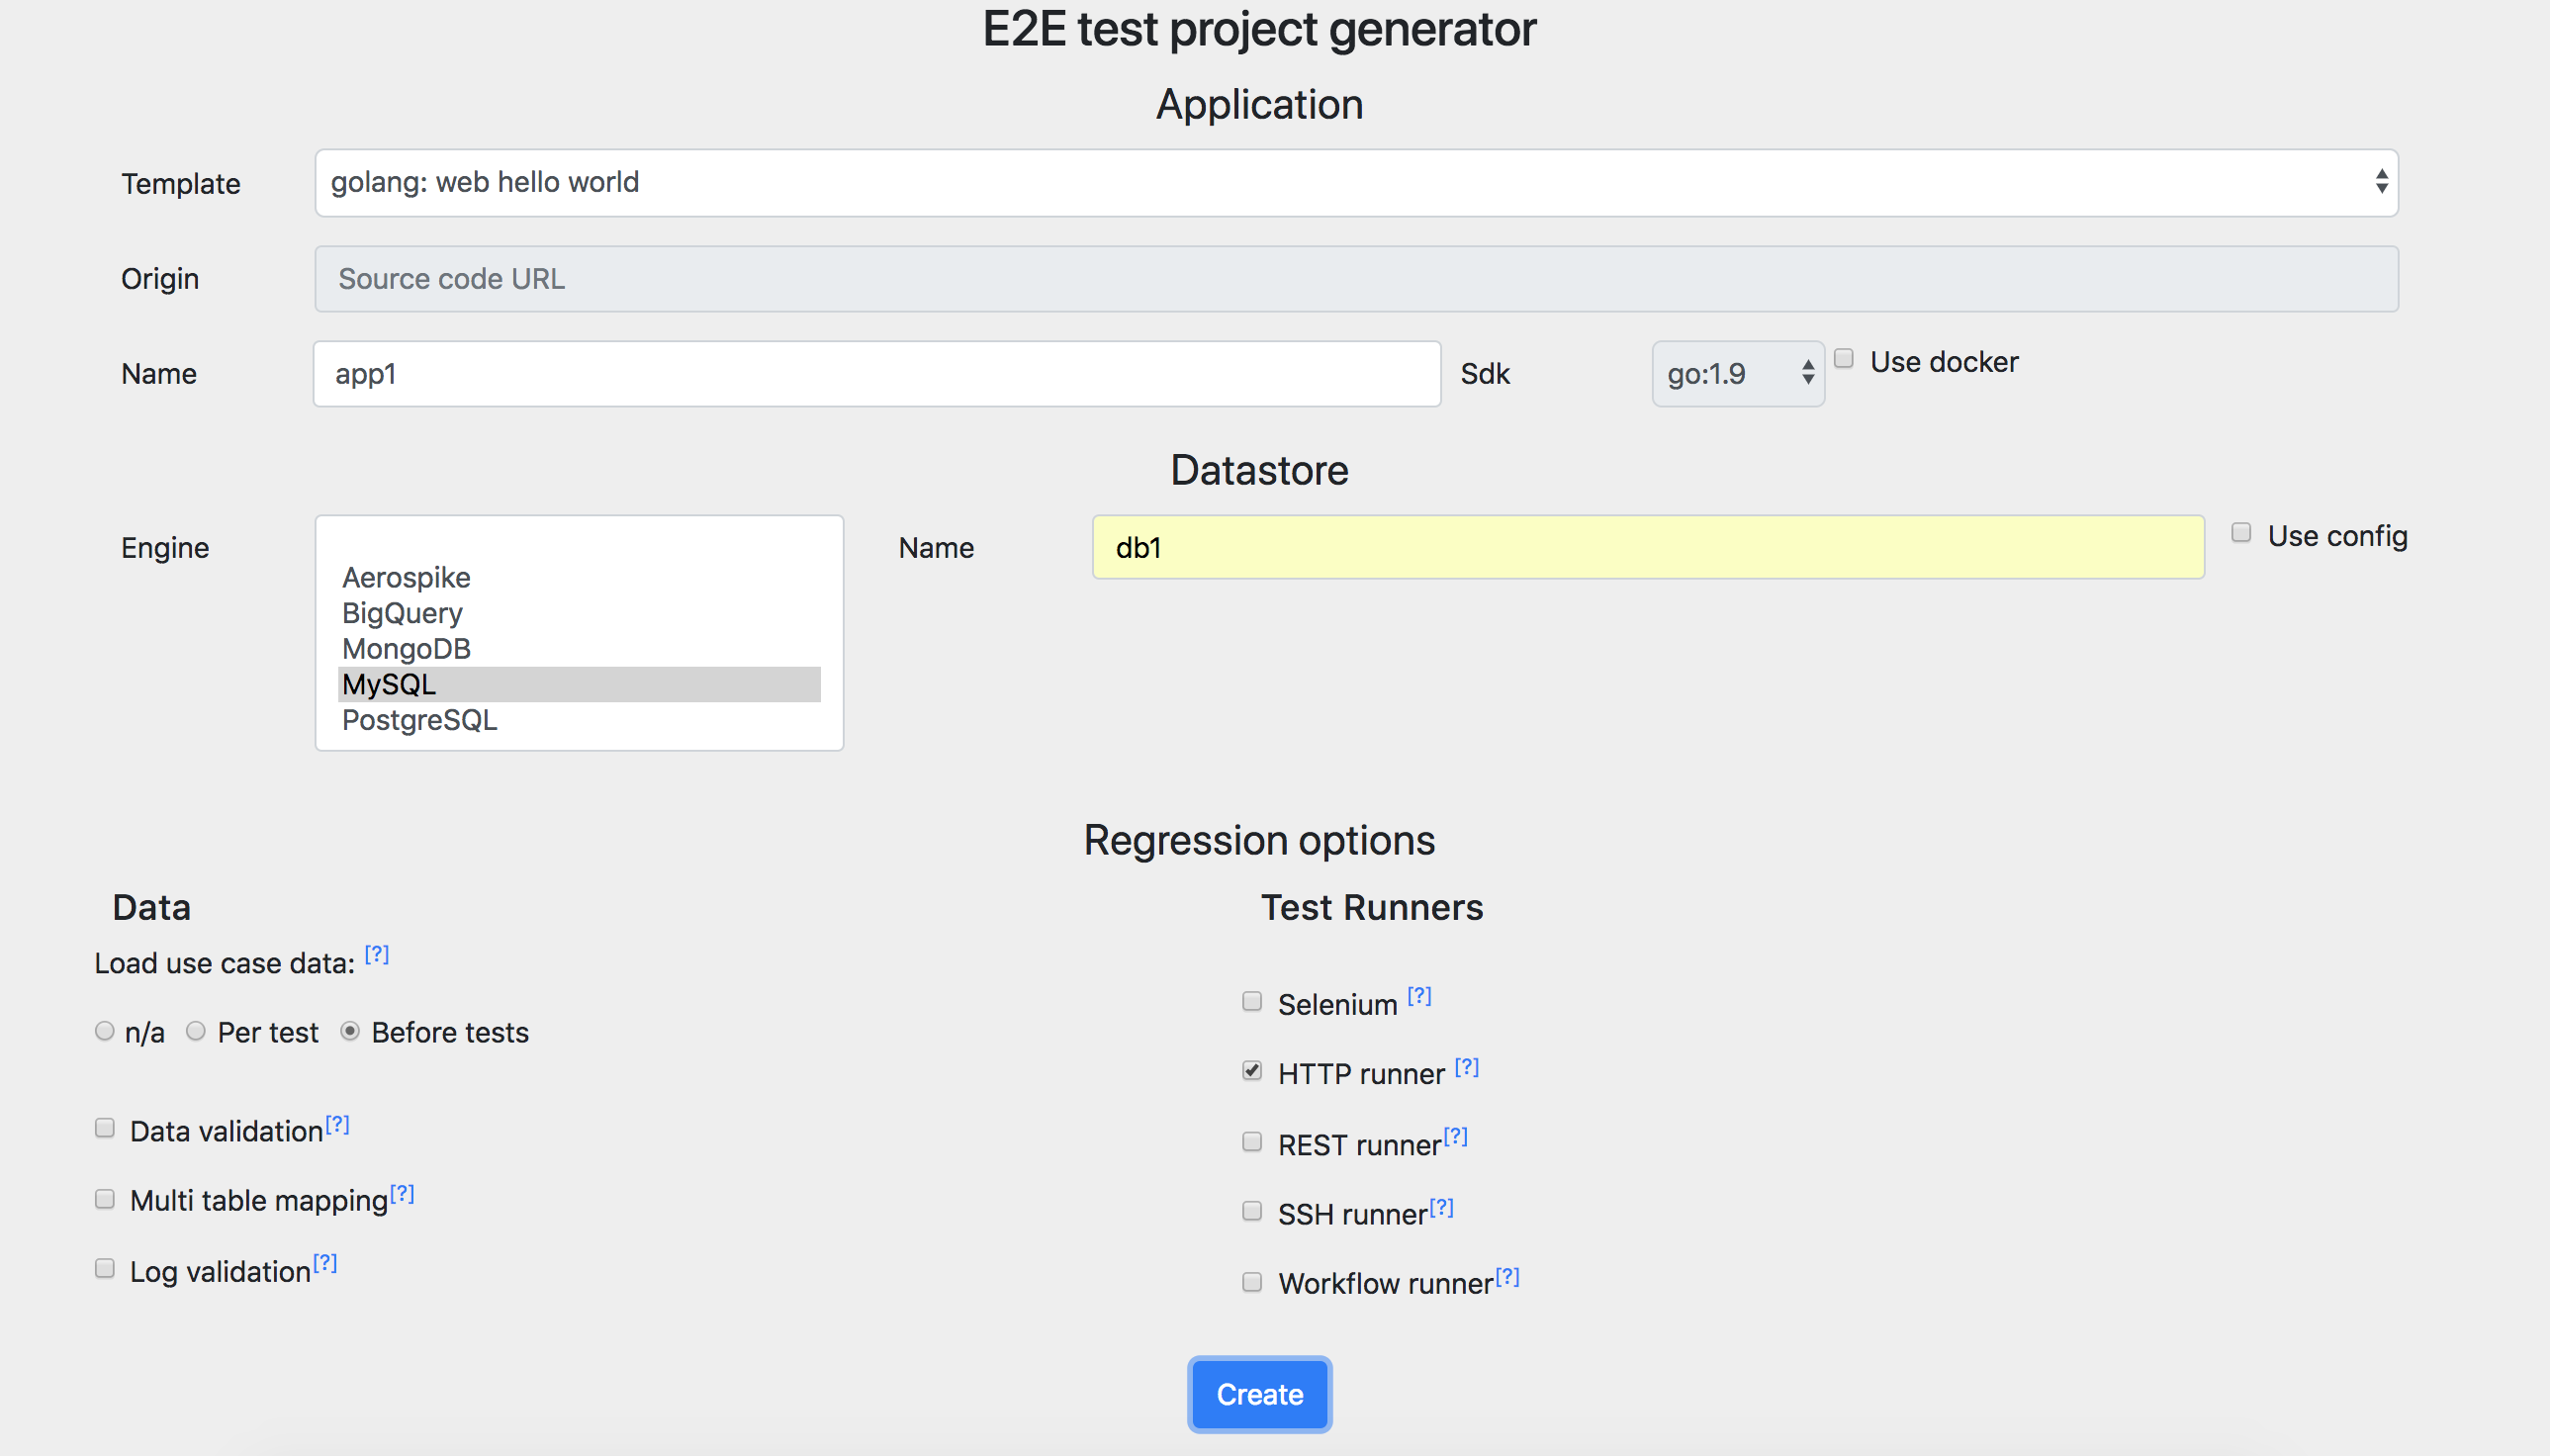 E2E test project generator
Application
Template golang: web hello world
Origin Source code URL
Name app1 Sdk go:1.9 Use docker
Datastore
Engine Name db1 Use config
Aerospike
BigQuery
MongoDB
MySQL
PostgreSQL
Regression options
Data
Load use case data: [?]
n/a Per test Before tests
Data validation[?]
Multi table mapping[?]
Log validation[?]
Test Runners
Selenium [?]
HTTP runner [?]
REST runner[?]
SSH runner[?]
Workflow runner[?]
Create